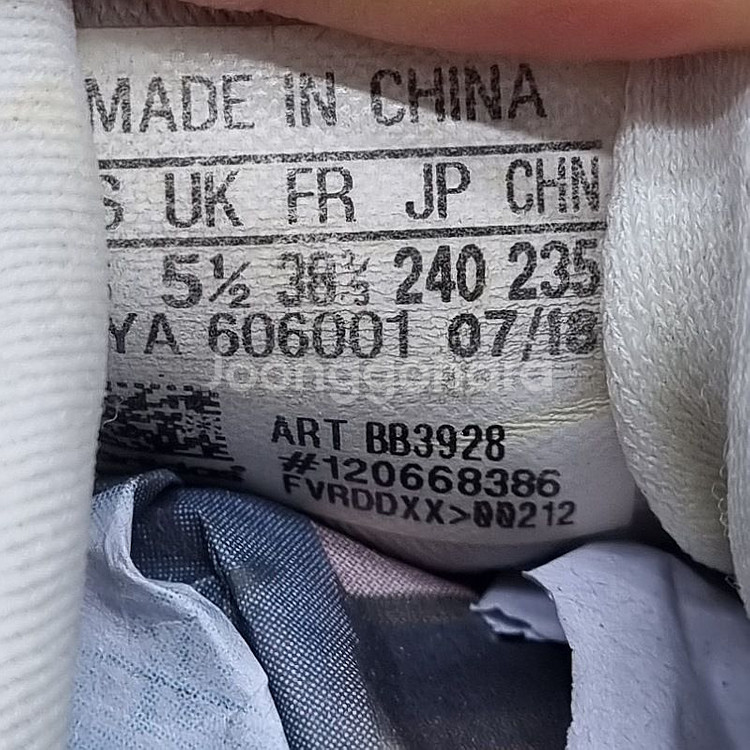 MADE IN CHINA
S UK FR JP CHN
5½ 38⅔ 240 235
YA 606001 07/18
Joonggonara
ART BB3928
#120668386
FVRDDXX>00212